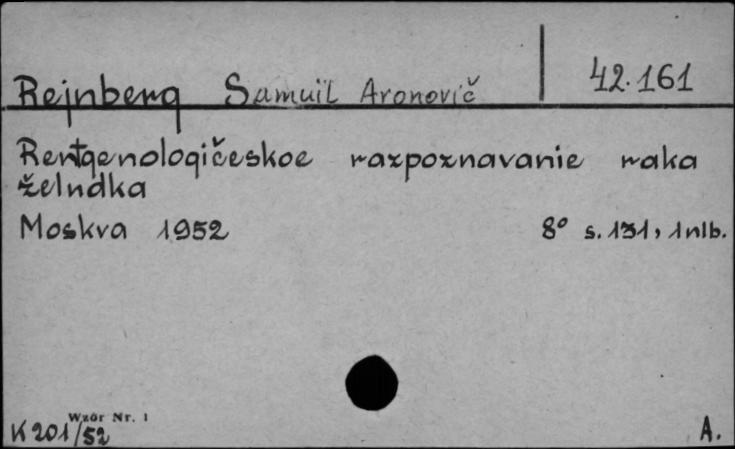 Rejnberg Samuil Aronovič 42.161
Rentgenologičeskoe razpoznavanie raka
želudka
Moskva 1952 8° s. 131, 1 nlb.
Wzór Nr. 1
K 201/52 A.